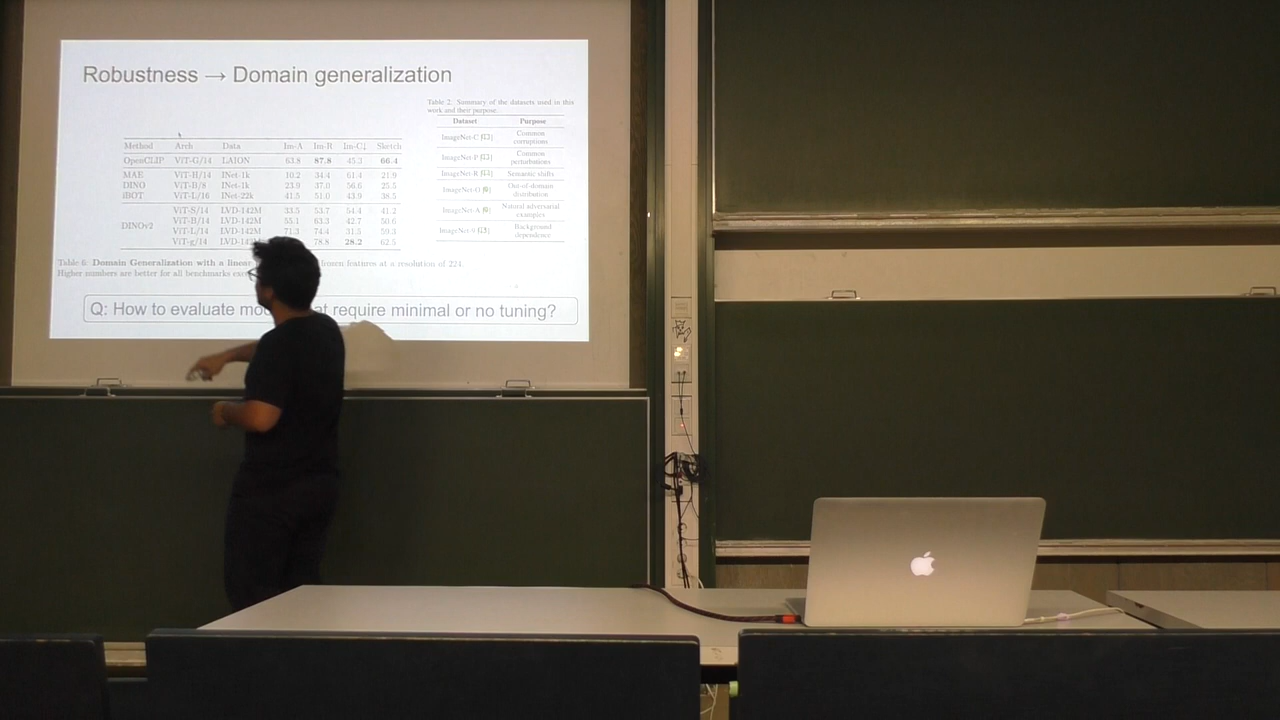 Robustness → Domain generalization
Table 2. Summary of the datasets used in this
work and their purpose.
Dataset Purpose
ImageNet-C Common
corruptions
ImageNet-P Common
perturbations
ImageNet-R Semantic shifts
ImageNet-O Out-of-domain
distribution
ImageNet-A Natural adversarial
examples
ImageNet-9 Background
dependence
Method Arch Data Im-A Im-R Im-C↓ Sketch
OpenCLIP ViT-G/14 LAION 63.8 87.8 45.3 66.4
MAE ViT-H/14 INet-1k 10.2 34.4 61.4 21.9
DINO ViT-B/8 INet-1k 23.9 37.0 56.6 25.5
iBOT ViT-L/16 INet-22k 41.5 51.0 43.9 38.5
DINOv2
ViT-S/14 LVD-142M 33.5 53.7 54.4 41.2
ViT-B/14 LVD-142M 55.1 63.3 42.7 50.6
ViT-L/14 LVD-142M 71.3 74.4 31.5 59.3
ViT-g/14 78.8 28.2 62.5
Table 6: Domain Generalization with a linear frozen features at a resolution of 224.
Higher numbers are better for all benchmarks
Q: How to evaluate require minimal or no tuning?